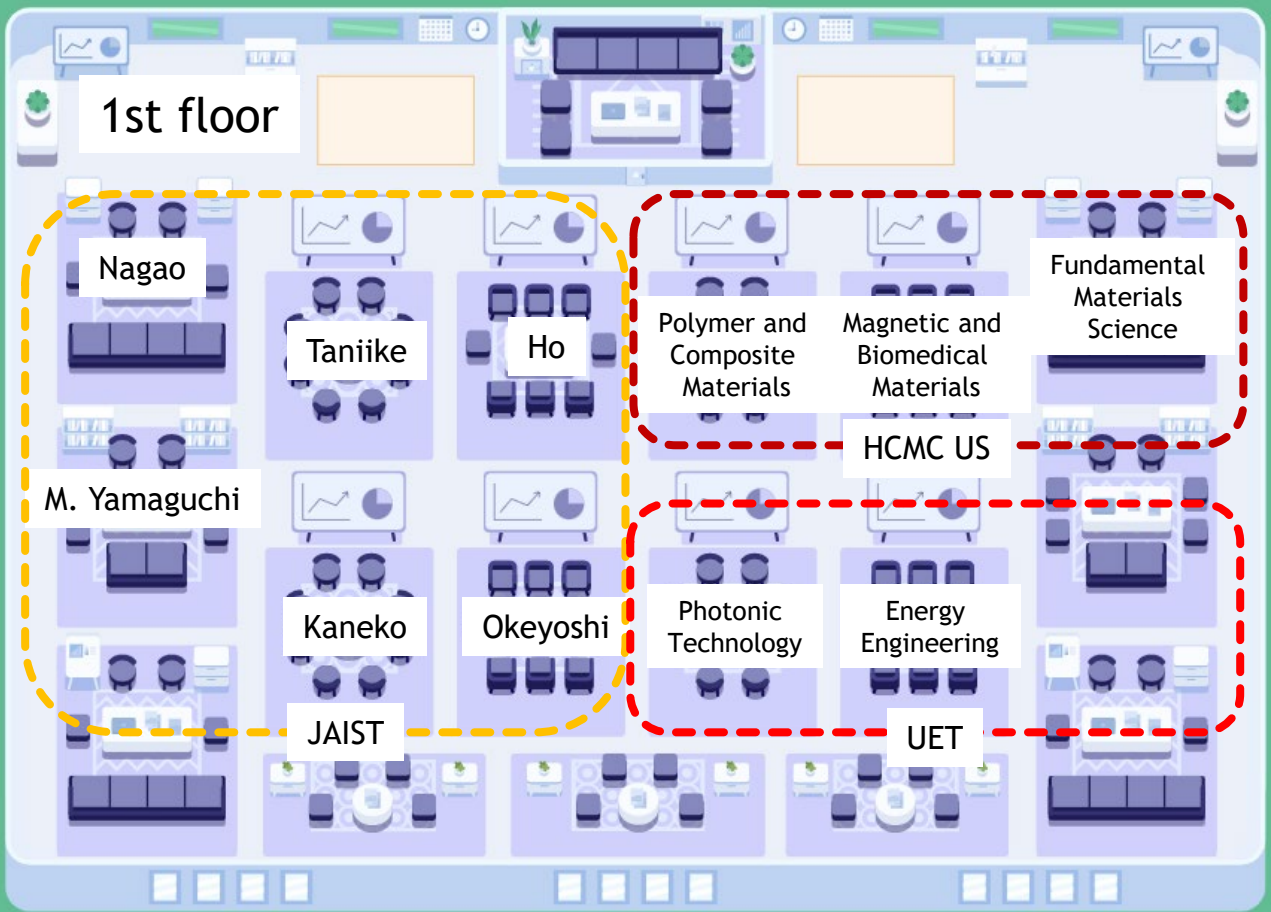 1st floor
Nagao
Taniike
Ho
M. Yamaguchi
Kaneko
Okeyoshi
JAIST
Polymer and
Composite
Materials
Magnetic and
Biomedical
Materials
Fundamental
Materials
Science
HCMC US
Photonic
Technology
Energy
Engineering
UET